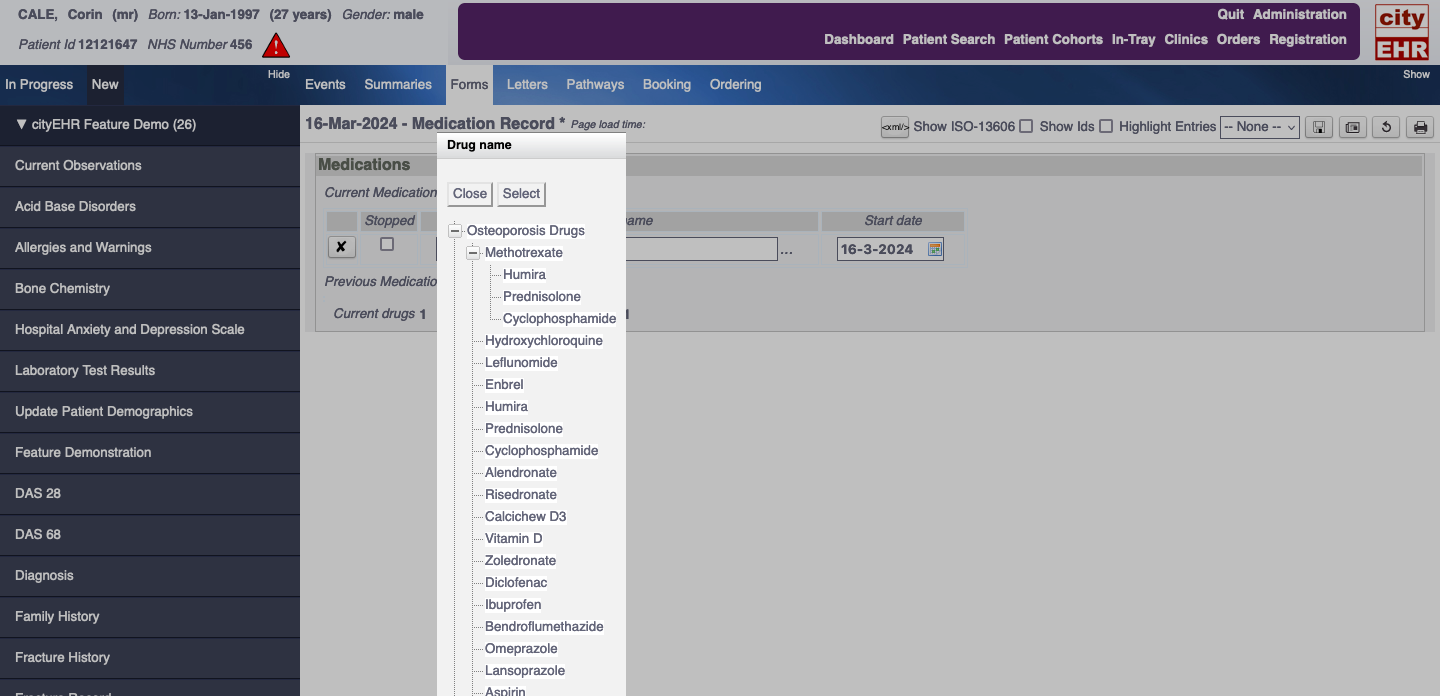 CALE, Corin (mr) Born: 13-Jan-1997 (27 years) Gender: male
Patient Id 12121647 NHS Number 456
Quit Administration
Dashboard Patient Search Patient Cohorts In-Tray Clinics Orders Registration
city
EHR
In Progress New Hide
Events Summaries Forms Letters Pathways Booking Ordering Show
▼ cityEHR Feature Demo (26)
Current Observations
Acid Base Disorders
Allergies and Warnings
Bone Chemistry
Hospital Anxiety and Depression Scale
Laboratory Test Results
Update Patient Demographics
Feature Demonstration
DAS 28
DAS 68
Diagnosis
Family History
Fracture History
Fracture Record
16-Mar-2024 - Medication Record * Page load time:
<xml/> Show ISO-13606 Show Ids Highlight Entries -- None --
Medications
Current Medication
Stopped
Start date
✘
...
16-3-2024
Current drugs 1
Drug name
Close Select
Osteoporosis Drugs
Methotrexate
Humira
Prednisolone
Cyclophosphamide
Hydroxychloroquine
Leflunomide
Enbrel
Humira
Prednisolone
Cyclophosphamide
Alendronate
Risedronate
Calcichew D3
Vitamin D
Zoledronate
Diclofenac
Ibuprofen
Bendroflumethazide
Omeprazole
Lansoprazole
Aspirin